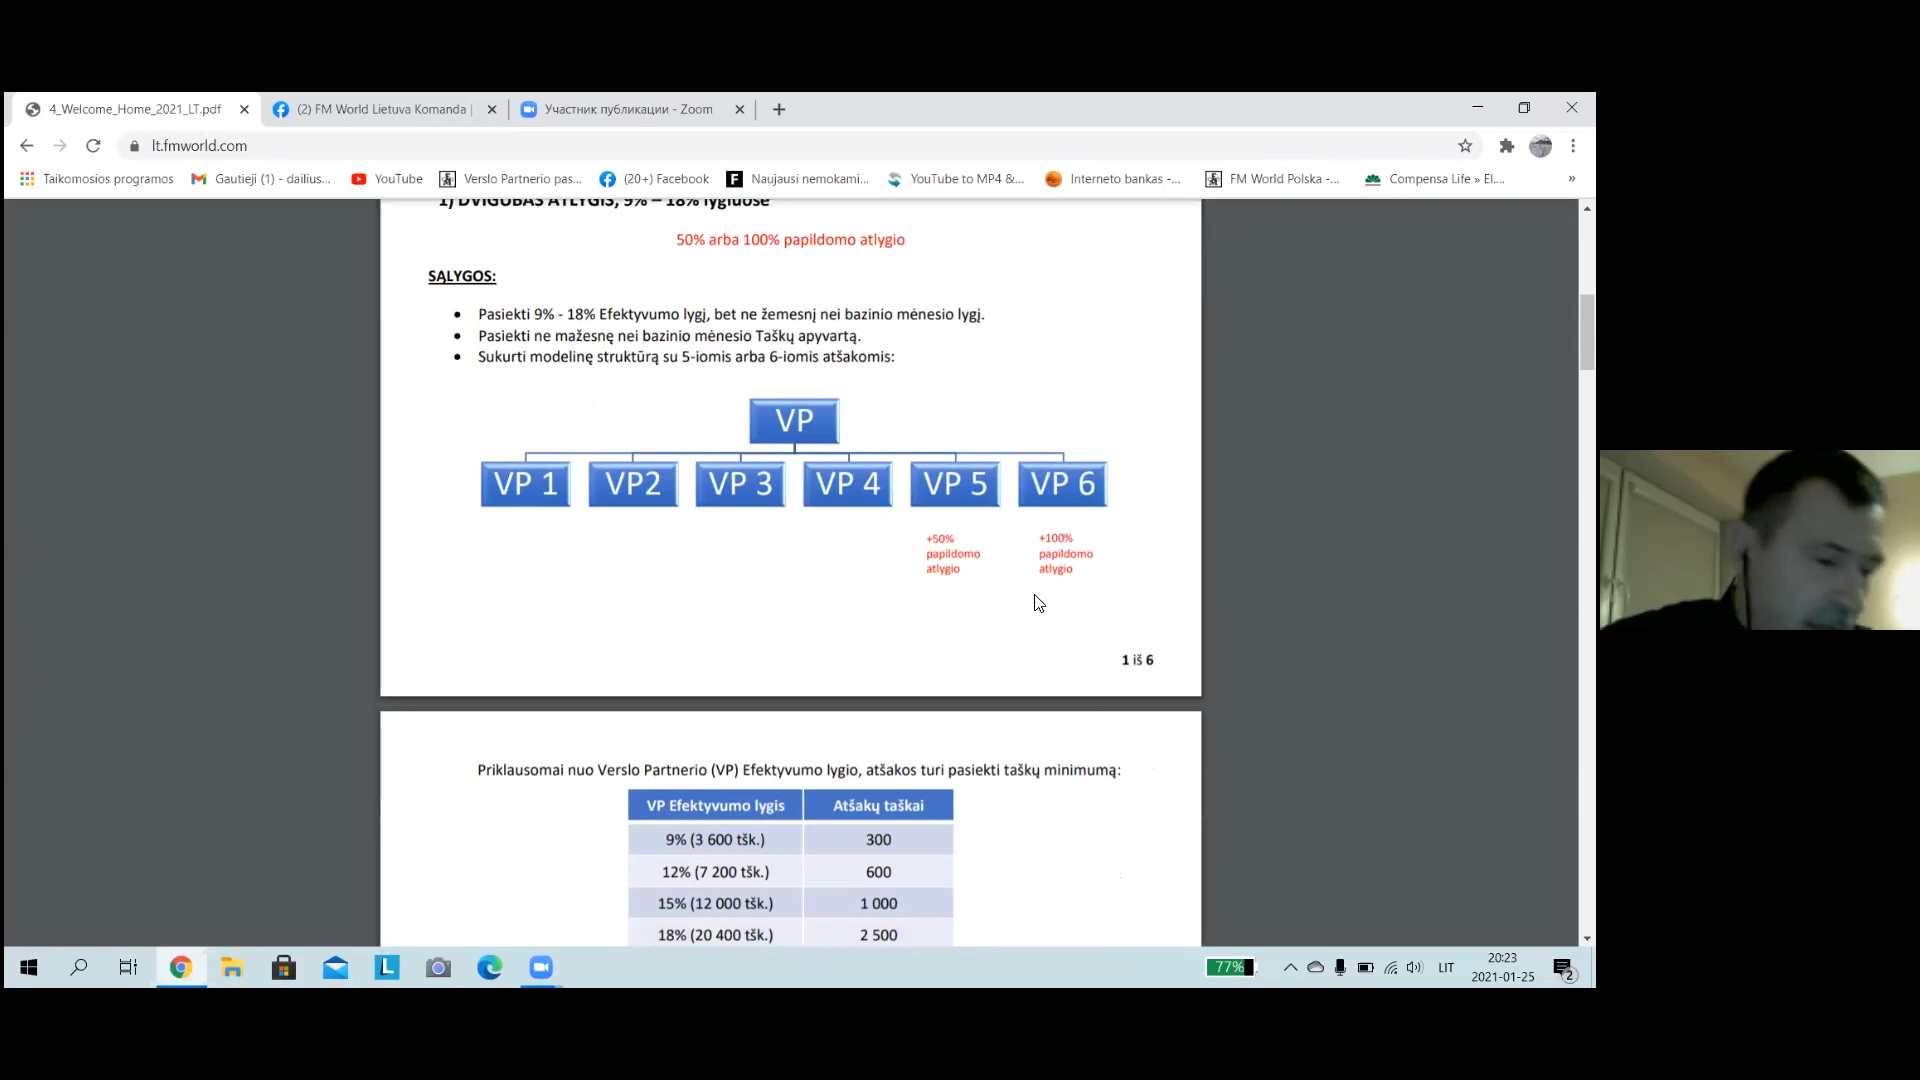 4_Welcome_Home_2021_LT.pdf
(2) FM World Lietuva Komanda |
Участник публикации - Zoom
lt.fmworld.com
Taikomosios programos
Gautieji (1) - dailius...
YouTube
Verslo Partnerio pas...
(20+) Facebook
Naujausi nemokami...
YouTube to MP4 &...
Interneto bankas -...
FM World Polska -...
Compensa Life » El....
»
1) DVIGUBAS ATLYGIS, 9% – 18% lygiuose
50% arba 100% papildomo atlygio
SĄLYGOS:
• Pasiekti 9% - 18% Efektyvumo lygį, bet ne žemesnį nei bazinio mėnesio lygį.
• Pasiekti ne mažesnę nei bazinio mėnesio Taškų apyvartą.
• Sukurti modelinę struktūrą su 5-iomis arba 6-iomis atšakomis:
VP
VP 1
VP2
VP 3
VP 4
VP 5
VP 6
+50%
papildomo
atlygio
+100%
papildomo
atlygio
1 iš 6
Priklausomai nuo Verslo Partnerio (VP) Efektyvumo lygio, atšakos turi pasiekti taškų minimumą:
VP Efektyvumo lygis Atšakų taškai
9% (3 600 tšk.) 300
12% (7 200 tšk.) 600
15% (12 000 tšk.) 1 000
18% (20 400 tšk.) 2 500
77%
LIT
20:23
2021-01-25
2